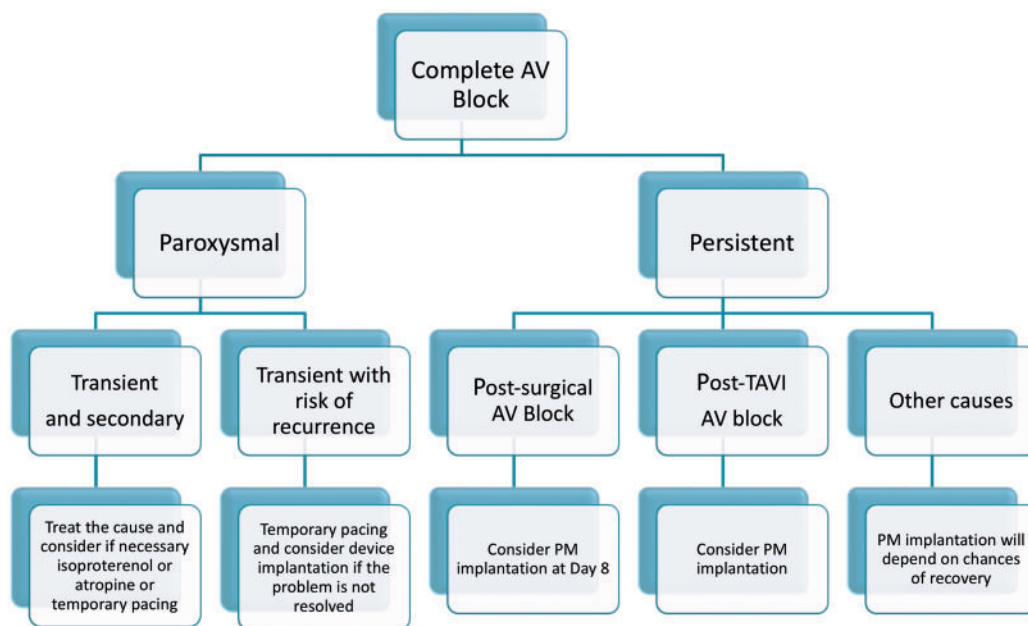 Complete AV
Block
Paroxysmal
Persistent
Transient
and secondary
Transient with
risk of
recurrence
Post-surgical
AV Block
Post-TAVI
AV block
Other causes
Treat the cause and
consider if necessary
isoproterenol or
atropine or
temporary pacing
Temporary pacing
and consider device
implantation if the
problem is not
resolved
Consider PM
implantation at Day 8
Consider PM
implantation
PM implantation will
depend on chances
of recovery